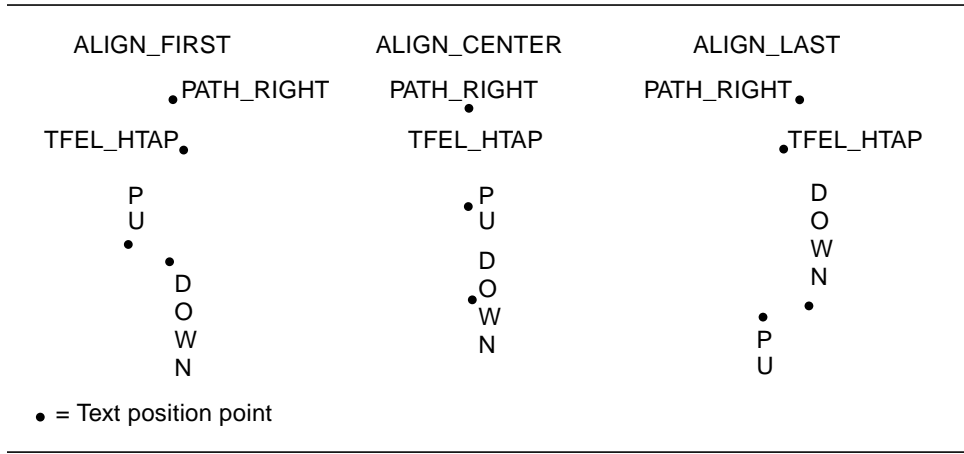 ALIGN_FIRST ALIGN_CENTER ALIGN_LAST
PATH_RIGHT PATH_RIGHT PATH_RIGHT
TFEL_HTAP TFEL_HTAP TFEL_HTAP
P
U
D
O
W
N
P
U
D
O
W
N
D
O
W
N
P
U
= Text position point